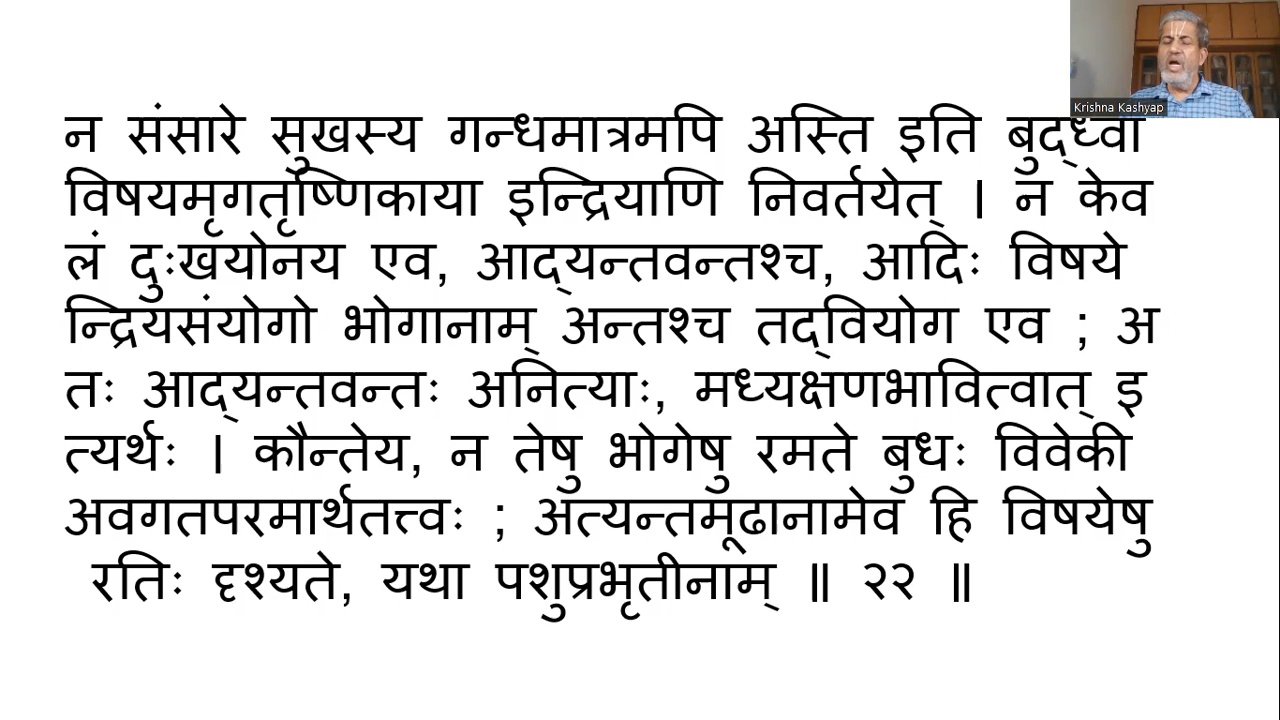 Krishna Kashyap
न संसारे सुखस्य गन्धमात्रमपि अस्ति इति बुद्ध्वा
विषयमृगतृष्णिकाया इन्द्रियाणि निवर्तयेत् । न केव
लं दुःखयोनय एव, आद्यन्तवन्तश्च, आदिः विषये
न्द्रियसंयोगो भोगानाम् अन्तश्च तद्वियोग एव ; अ
तः आद्यन्तवन्तः अनित्याः, मध्यक्षणभावित्वात् इ
त्यर्थः । कौन्तेय, न तेषु भोगेषु रमते बुधः विवेकी
अवगतपरमार्थतत्त्वः ; अत्यन्तमूढानामेव हि विषयेषु
रतिः दृश्यते, यथा पशुप्रभृतीनाम् ॥ २२ ॥